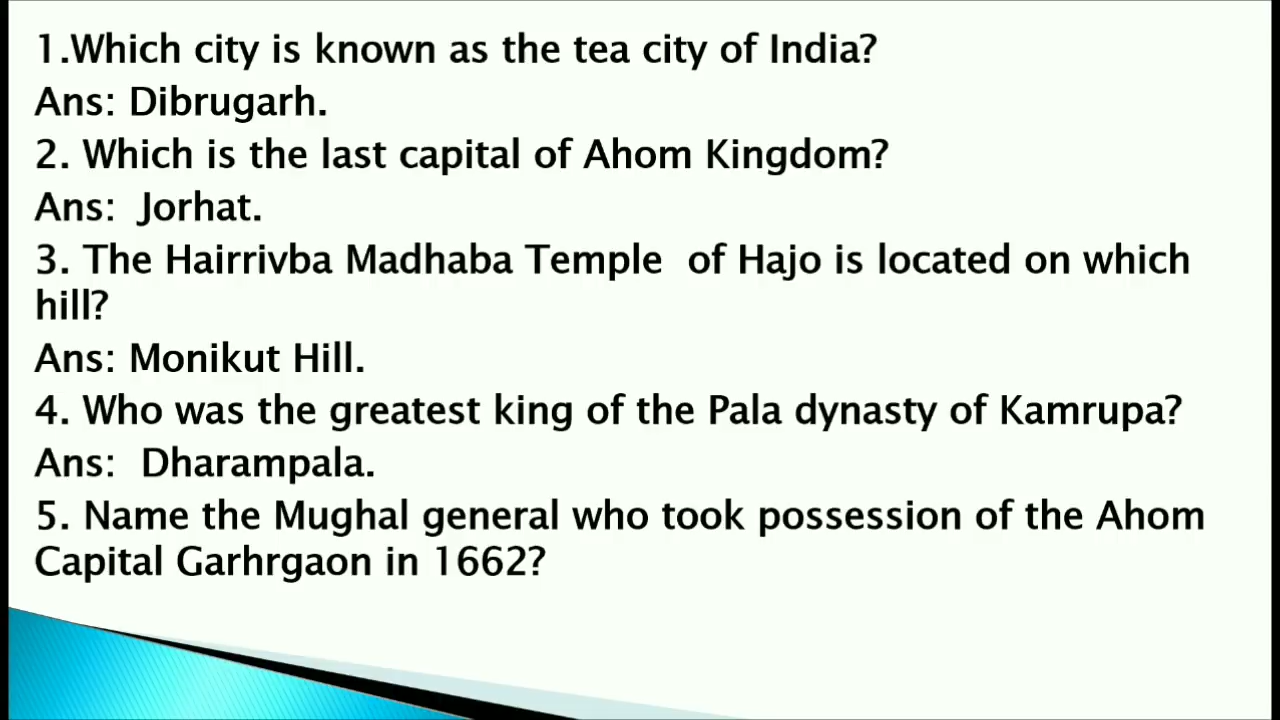 1.Which city is known as the tea city of India?
Ans: Dibrugarh.
2. Which is the last capital of Ahom Kingdom?
Ans:  Jorhat.
3. The Hairrivba Madhaba Temple  of Hajo is located on which
hill?
Ans: Monikut Hill.
4. Who was the greatest king of the Pala dynasty of Kamrupa?
Ans:  Dharampala.
5. Name the Mughal general who took possession of the Ahom
Capital Garhrgaon in 1662?